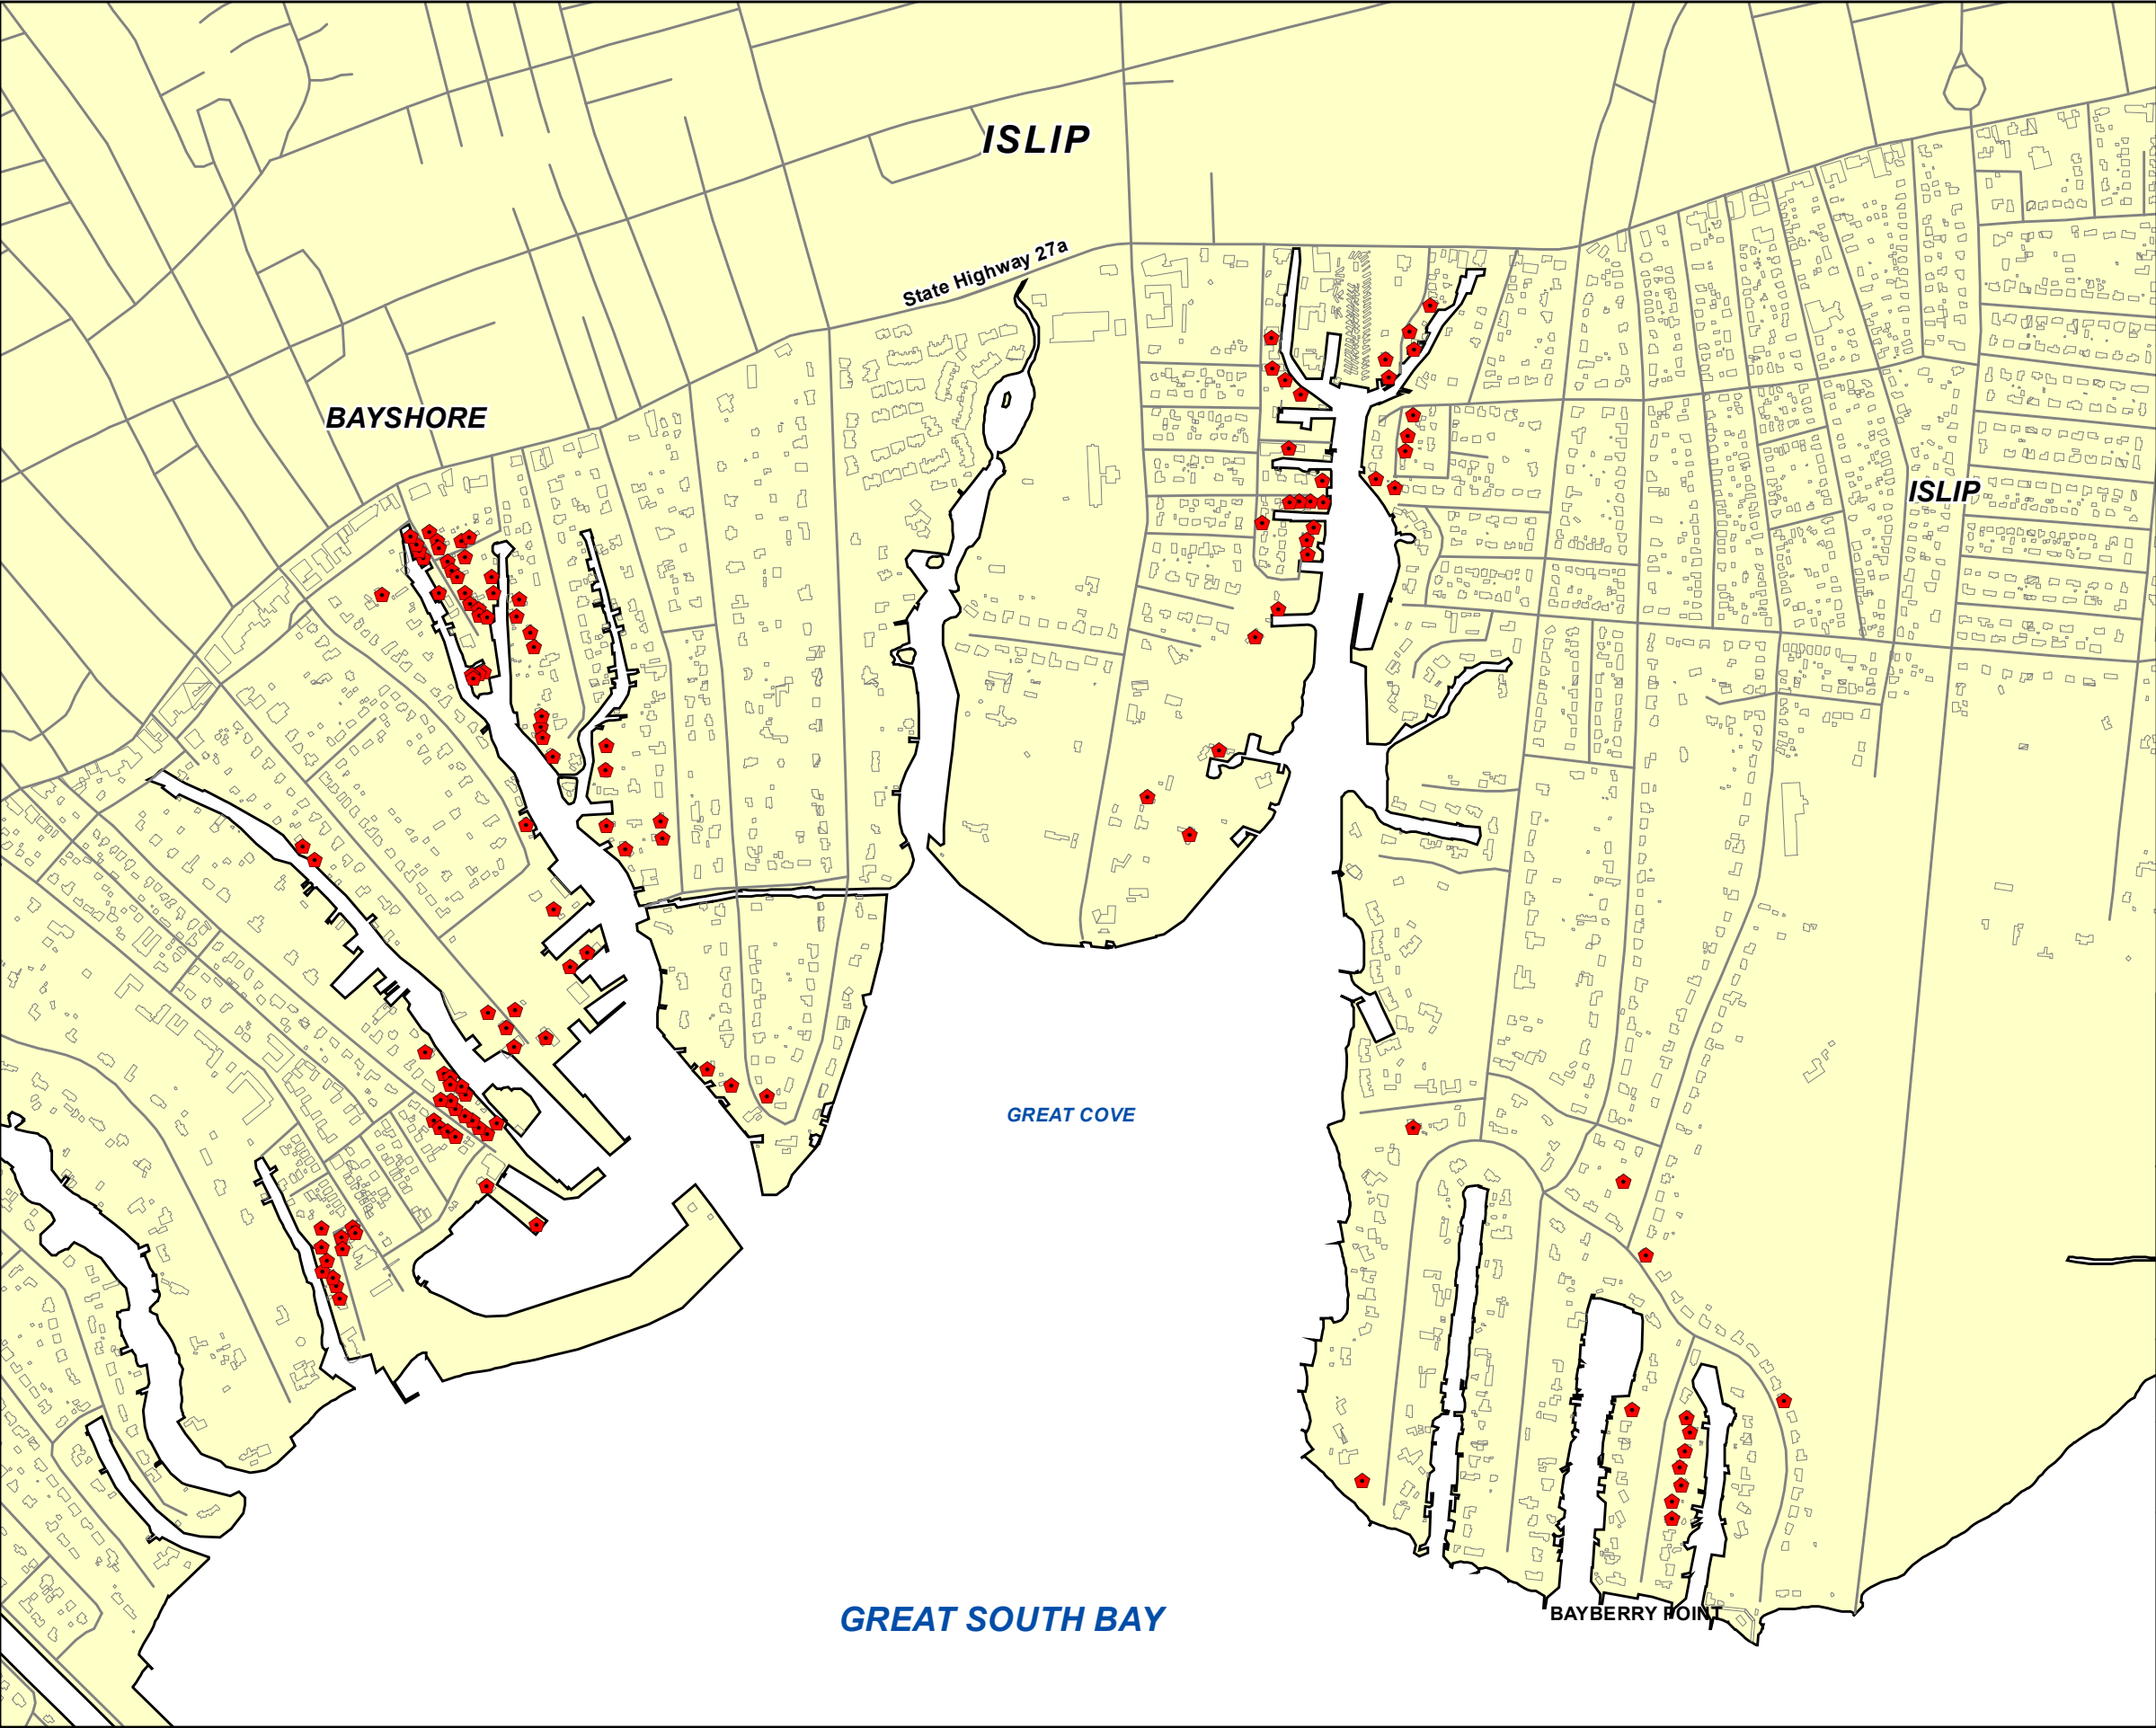 ISLIP
State Highway 27a
BAYSHORE
ISLIP
GREAT COVE
GREAT SOUTH BAY
BAYBERRY POINT